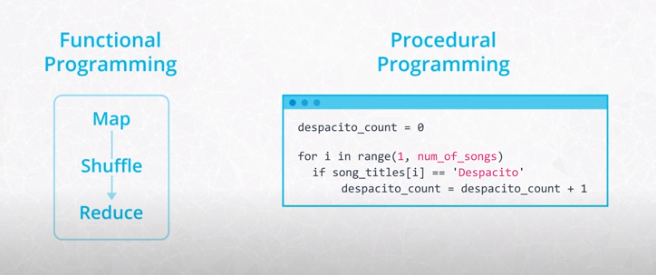 Functional
Programming
Map
Shuffle
Reduce
Procedural
Programming
despacito_count = 0
for i in range(1, num_of_songs)
if song_titles[i] == 'Despacito'
despacito_count = despacito_count + 1